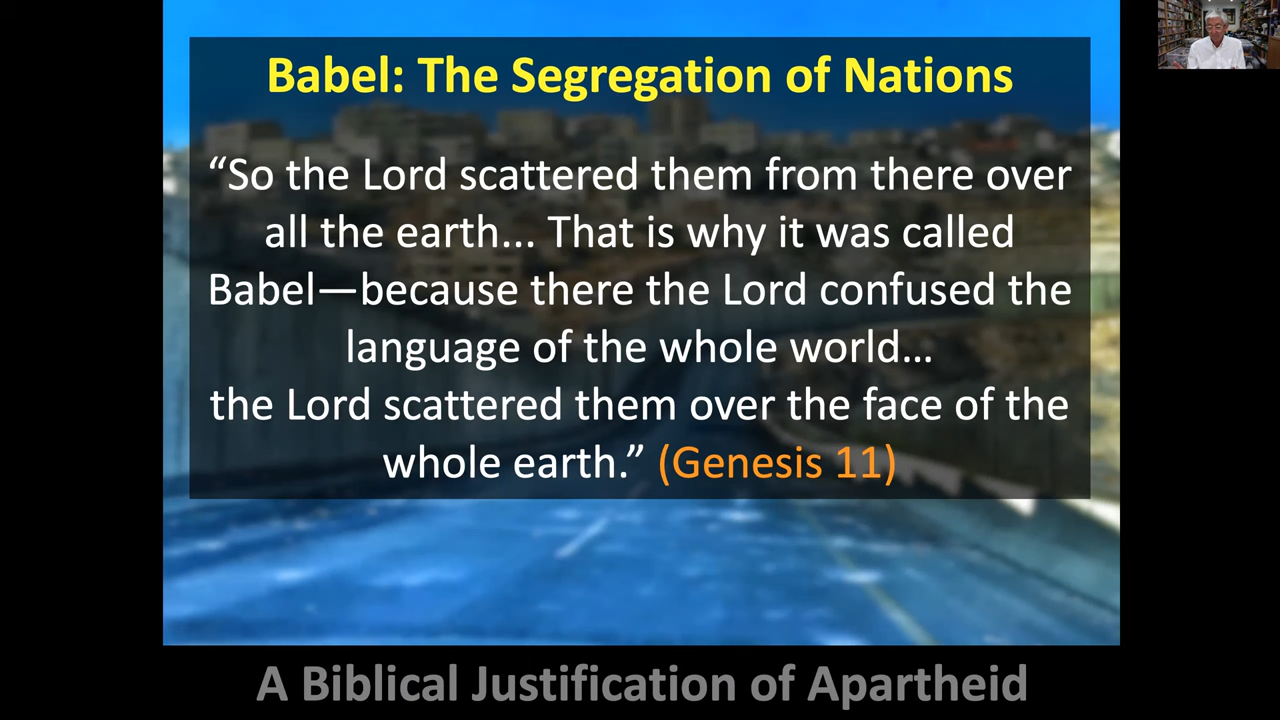 Babel: The Segregation of Nations
“So the Lord scattered them from there over
all the earth... That is why it was called
Babel—because there the Lord confused the
language of the whole world…
the Lord scattered them over the face of the
whole earth.” (Genesis 11)
A Biblical Justification of Apartheid